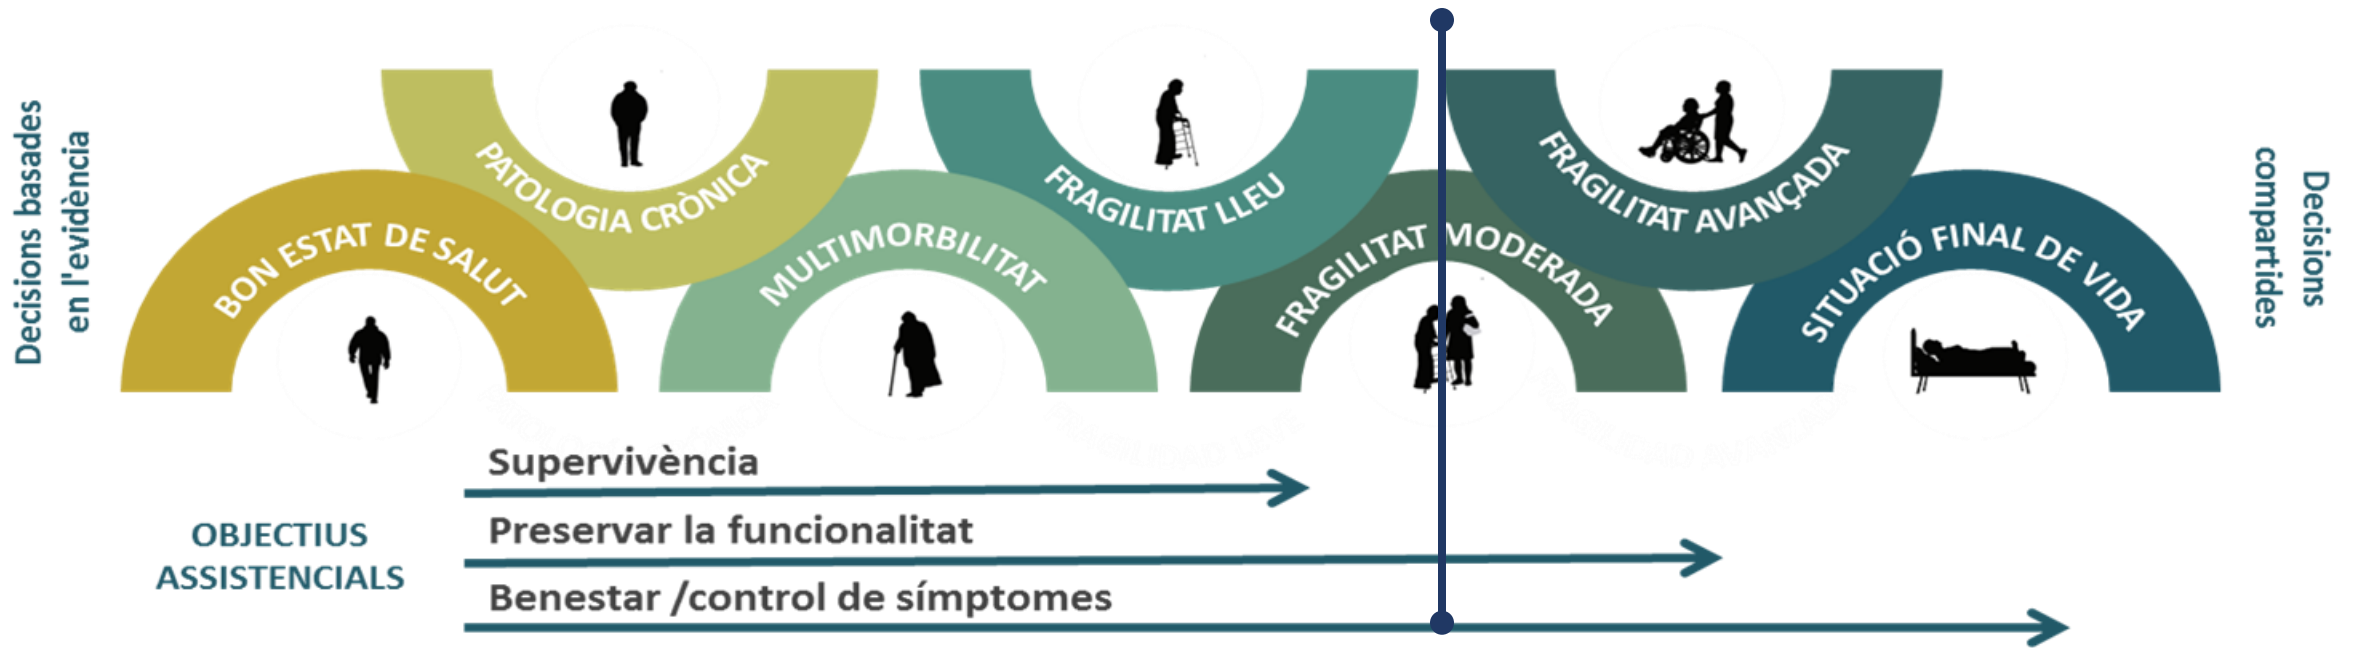 Decisions basades
en l'evidència
BON ESTAT DE SALUT
PATOLOGIA CRÒNICA
MULTIMORBILITAT
FRAGILITAT LLEU
FRAGILITAT MODERADA
FRAGILITAT AVANÇADA
SITUACIÓ FINAL DE VIDA
Decisions
compartides
OBJECTIUS
ASSISTENCIALS
Supervivència
Preservar la funcionalitat
Benestar /control de símptomes